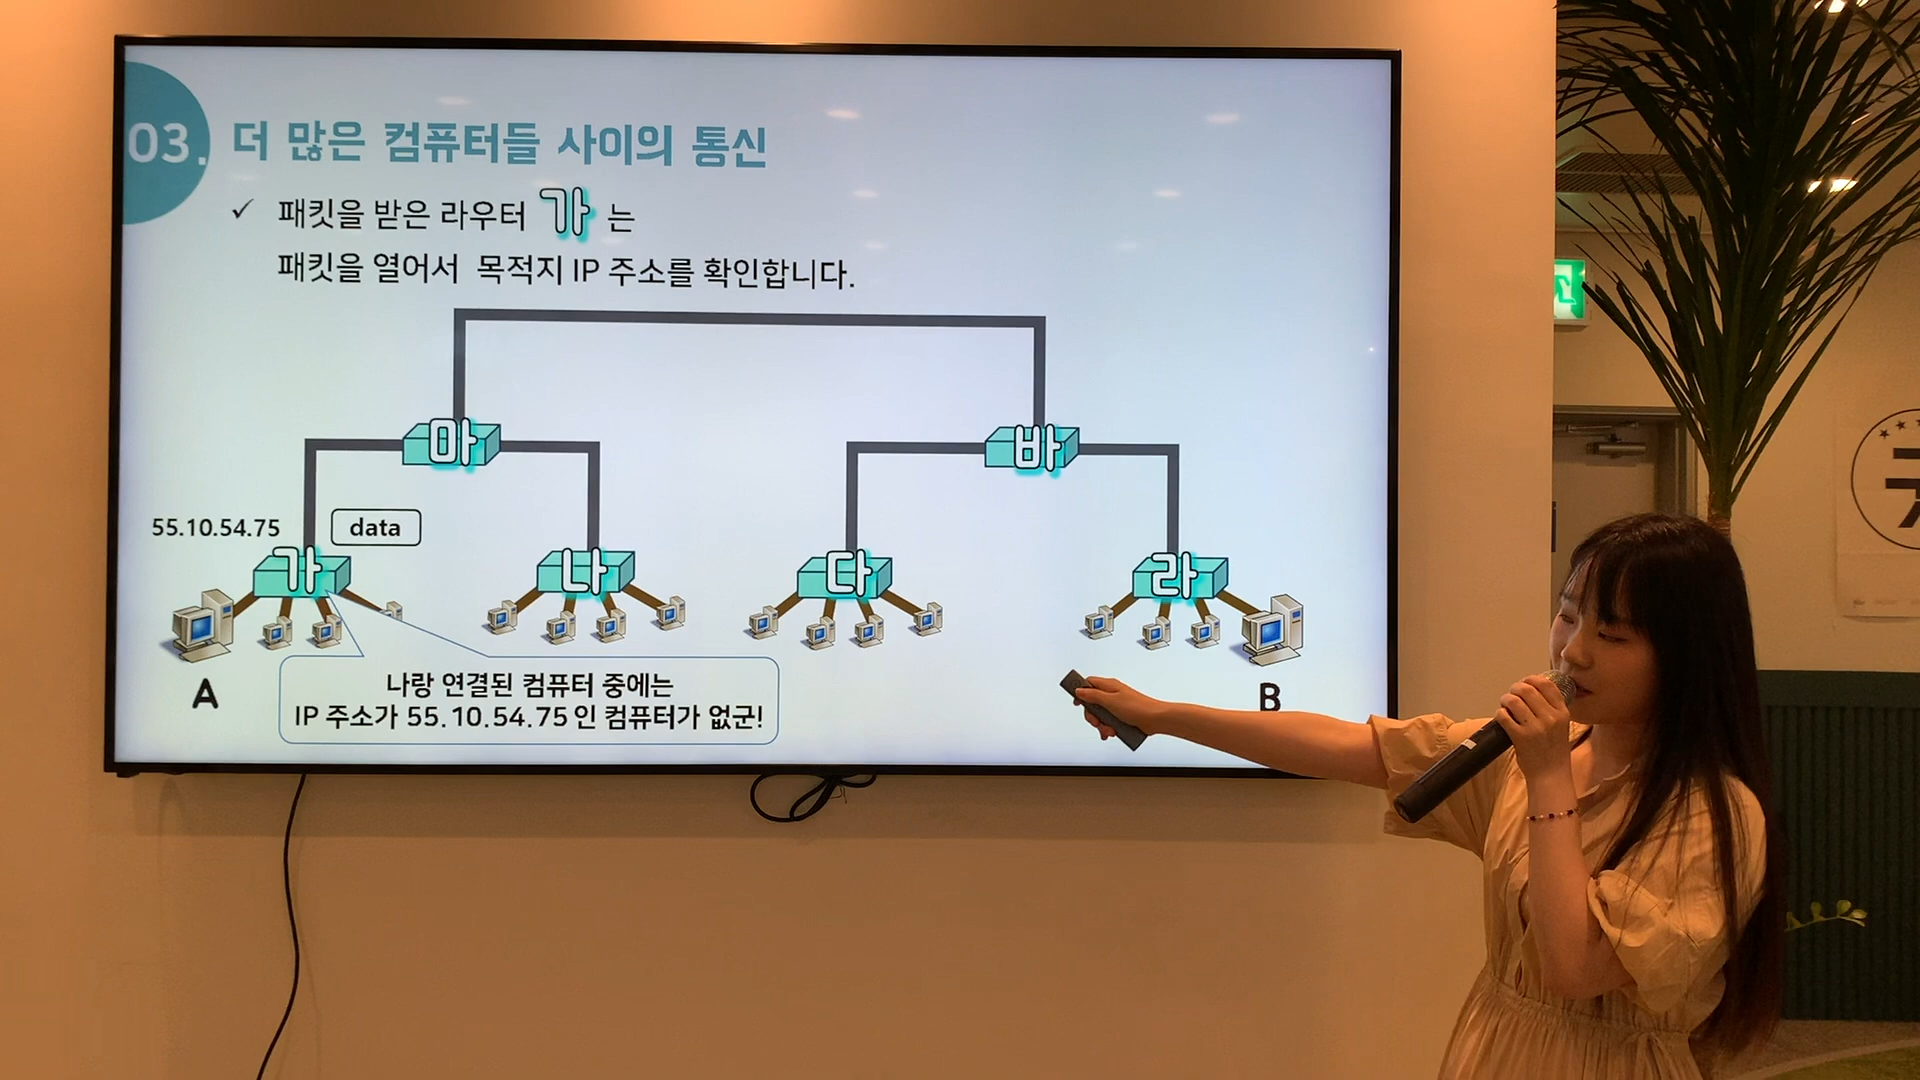 03. 더 많은 컴퓨터들 사이의 통신
✓ 패킷을 받은 라우터 가 는
패킷을 열어서 목적지 IP 주소를 확인합니다.
마
바
55.10.54.75
data
가
나
다
라
A
나랑 연결된 컴퓨터 중에는
IP 주소가 55.10.54.75인 컴퓨터가 없군!
B